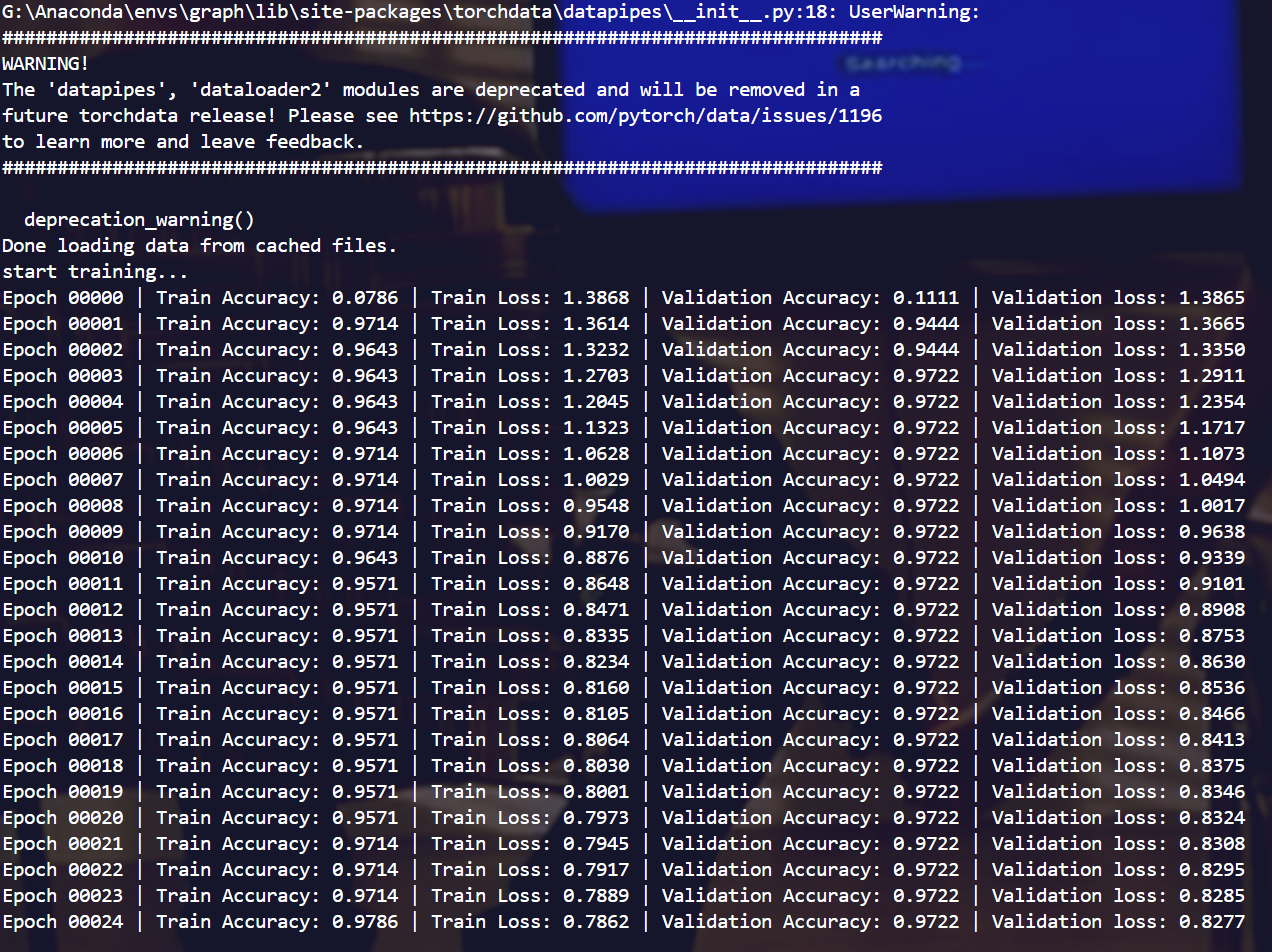 G:\Anaconda\envs\graph\lib\site-packages\torchdata\datapipes\__init__.py:18: UserWarning:
################################################################################
WARNING!
The 'datapipes', 'dataloader2' modules are deprecated and will be removed in a
future torchdata release! Please see https://github.com/pytorch/data/issues/1196
to learn more and leave feedback.
################################################################################
Searching
deprecation_warning()
Done loading data from cached files.
start training...
Epoch 00000 | Train Accuracy: 0.0786 | Train Loss: 1.3868 | Validation Accuracy: 0.1111 | Validation loss: 1.3865
Epoch 00001 | Train Accuracy: 0.9714 | Train Loss: 1.3614 | Validation Accuracy: 0.9444 | Validation loss: 1.3665
Epoch 00002 | Train Accuracy: 0.9643 | Train Loss: 1.3232 | Validation Accuracy: 0.9444 | Validation loss: 1.3350
Epoch 00003 | Train Accuracy: 0.9643 | Train Loss: 1.2703 | Validation Accuracy: 0.9722 | Validation loss: 1.2911
Epoch 00004 | Train Accuracy: 0.9643 | Train Loss: 1.2045 | Validation Accuracy: 0.9722 | Validation loss: 1.2354
Epoch 00005 | Train Accuracy: 0.9643 | Train Loss: 1.1323 | Validation Accuracy: 0.9722 | Validation loss: 1.1717
Epoch 00006 | Train Accuracy: 0.9714 | Train Loss: 1.0628 | Validation Accuracy: 0.9722 | Validation loss: 1.1073
Epoch 00007 | Train Accuracy: 0.9714 | Train Loss: 1.0029 | Validation Accuracy: 0.9722 | Validation loss: 1.0494
Epoch 00008 | Train Accuracy: 0.9714 | Train Loss: 0.9548 | Validation Accuracy: 0.9722 | Validation loss: 1.0017
Epoch 00009 | Train Accuracy: 0.9714 | Train Loss: 0.9170 | Validation Accuracy: 0.9722 | Validation loss: 0.9638
Epoch 00010 | Train Accuracy: 0.9643 | Train Loss: 0.8876 | Validation Accuracy: 0.9722 | Validation loss: 0.9339
Epoch 00011 | Train Accuracy: 0.9571 | Train Loss: 0.8648 | Validation Accuracy: 0.9722 | Validation loss: 0.9101
Epoch 00012 | Train Accuracy: 0.9571 | Train Loss: 0.8471 | Validation Accuracy: 0.9722 | Validation loss: 0.8908
Epoch 00013 | Train Accuracy: 0.9571 | Train Loss: 0.8335 | Validation Accuracy: 0.9722 | Validation loss: 0.8753
Epoch 00014 | Train Accuracy: 0.9571 | Train Loss: 0.8234 | Validation Accuracy: 0.9722 | Validation loss: 0.8630
Epoch 00015 | Train Accuracy: 0.9571 | Train Loss: 0.8160 | Validation Accuracy: 0.9722 | Validation loss: 0.8536
Epoch 00016 | Train Accuracy: 0.9571 | Train Loss: 0.8105 | Validation Accuracy: 0.9722 | Validation loss: 0.8466
Epoch 00017 | Train Accuracy: 0.9571 | Train Loss: 0.8064 | Validation Accuracy: 0.9722 | Validation loss: 0.8413
Epoch 00018 | Train Accuracy: 0.9571 | Train Loss: 0.8030 | Validation Accuracy: 0.9722 | Validation loss: 0.8375
Epoch 00019 | Train Accuracy: 0.9571 | Train Loss: 0.8001 | Validation Accuracy: 0.9722 | Validation loss: 0.8346
Epoch 00020 | Train Accuracy: 0.9571 | Train Loss: 0.7973 | Validation Accuracy: 0.9722 | Validation loss: 0.8324
Epoch 00021 | Train Accuracy: 0.9714 | Train Loss: 0.7945 | Validation Accuracy: 0.9722 | Validation loss: 0.8308
Epoch 00022 | Train Accuracy: 0.9714 | Train Loss: 0.7917 | Validation Accuracy: 0.9722 | Validation loss: 0.8295
Epoch 00023 | Train Accuracy: 0.9714 | Train Loss: 0.7889 | Validation Accuracy: 0.9722 | Validation loss: 0.8285
Epoch 00024 | Train Accuracy: 0.9786 | Train Loss: 0.7862 | Validation Accuracy: 0.9722 | Validation loss: 0.8277